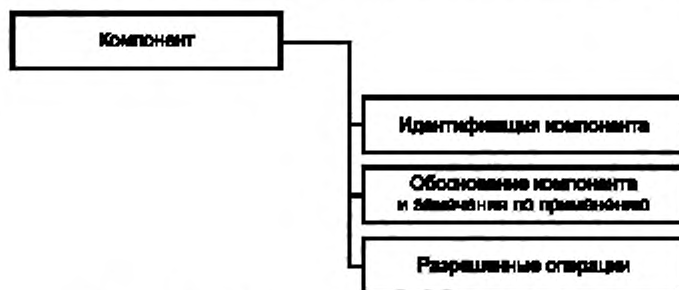 Компонент
Идентификация компонента
Обоснование компонента
и замечания по применению
Разрешенные операции